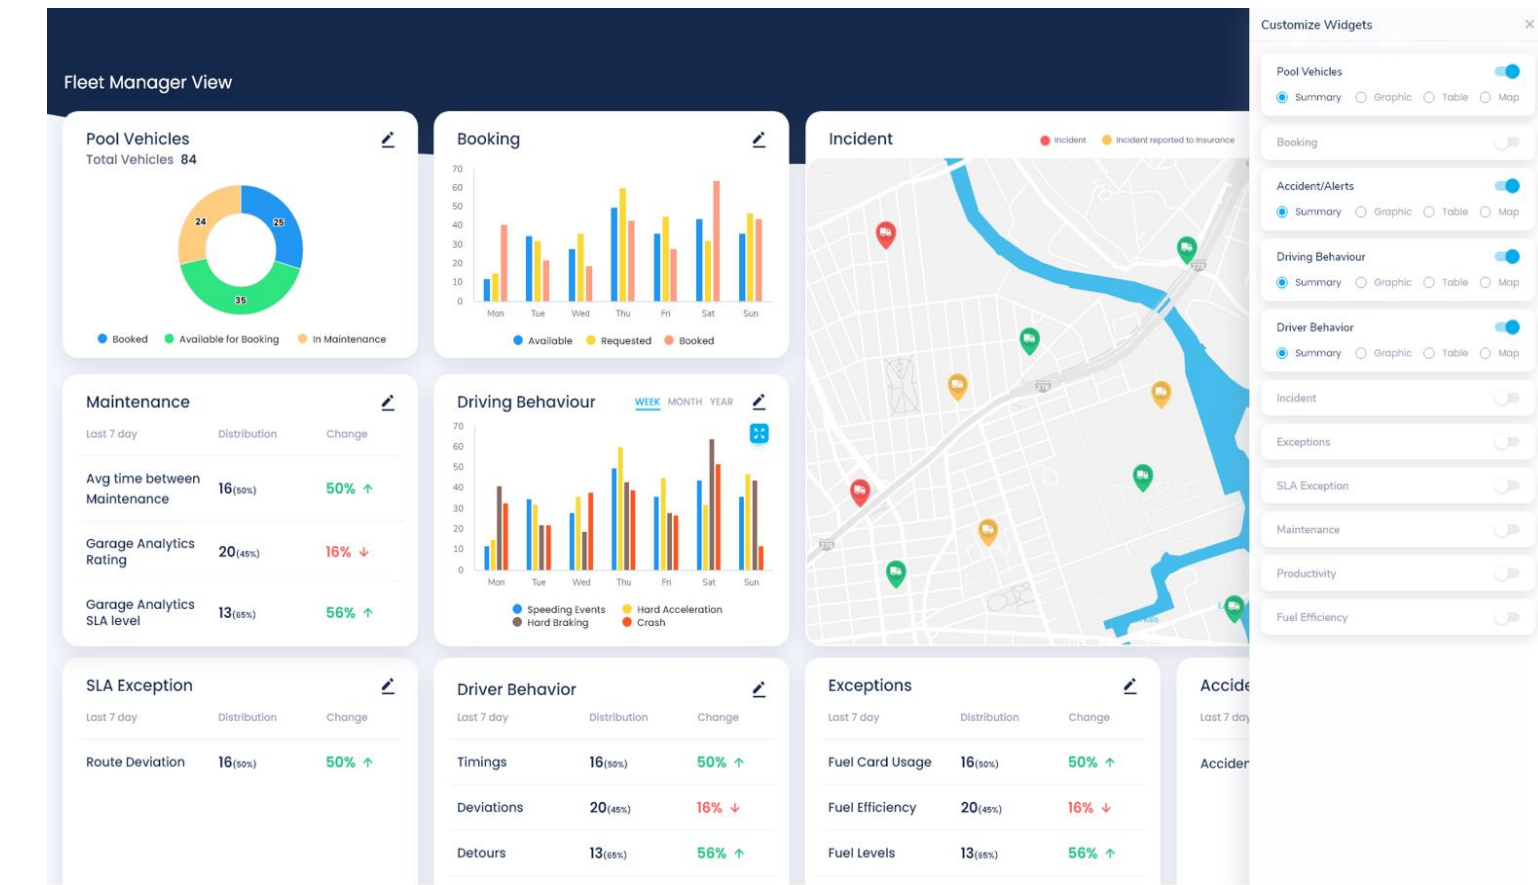 Fleet Manager View
Pool Vehicles
Total Vehicles 84
24
25
35
Booked Available for Booking In Maintenance
Booking
70
60
50
40
30
20
10
0
Mon Tue Wed Thu Fri Sat Sun
Available Requested Booked
Incident
Incident Incident reported to Insurance
278
278
278
Maintenance
Last 7 day Distribution Change
Avg time between
Maintenance
16(50%) 50% ↑
Garage Analytics
Rating
20(45%) 16% ↓
Garage Analytics
SLA level
13(65%) 56% ↑
Driving Behaviour WEEK MONTH YEAR
70
60
50
40
30
20
10
0
Mon Tue Wed Thu Fri Sat Sun
Speeding Events Hard Acceleration
Hard Braking Crash
SLA Exception
Last 7 day Distribution Change
Route Deviation 16(50%) 50% ↑
Driver Behavior
Last 7 day Distribution Change
Timings 16(50%) 50% ↑
Deviations 20(45%) 16% ↓
Detours 13(65%) 56% ↑
Exceptions
Last 7 day Distribution Change
Fuel Card Usage 16(50%) 50% ↑
Fuel Efficiency 20(45%) 16% ↓
Fuel Levels 13(65%) 56% ↑
Accide
Last 7 day
Acciden
Customize Widgets ×
Pool Vehicles
Summary Graphic Table Map
Booking
Accident/Alerts
Summary Graphic Table Map
Driving Behaviour
Summary Graphic Table Map
Driver Behavior
Summary Graphic Table Map
Incident
Exceptions
SLA Exception
Maintenance
Productivity
Fuel Efficiency